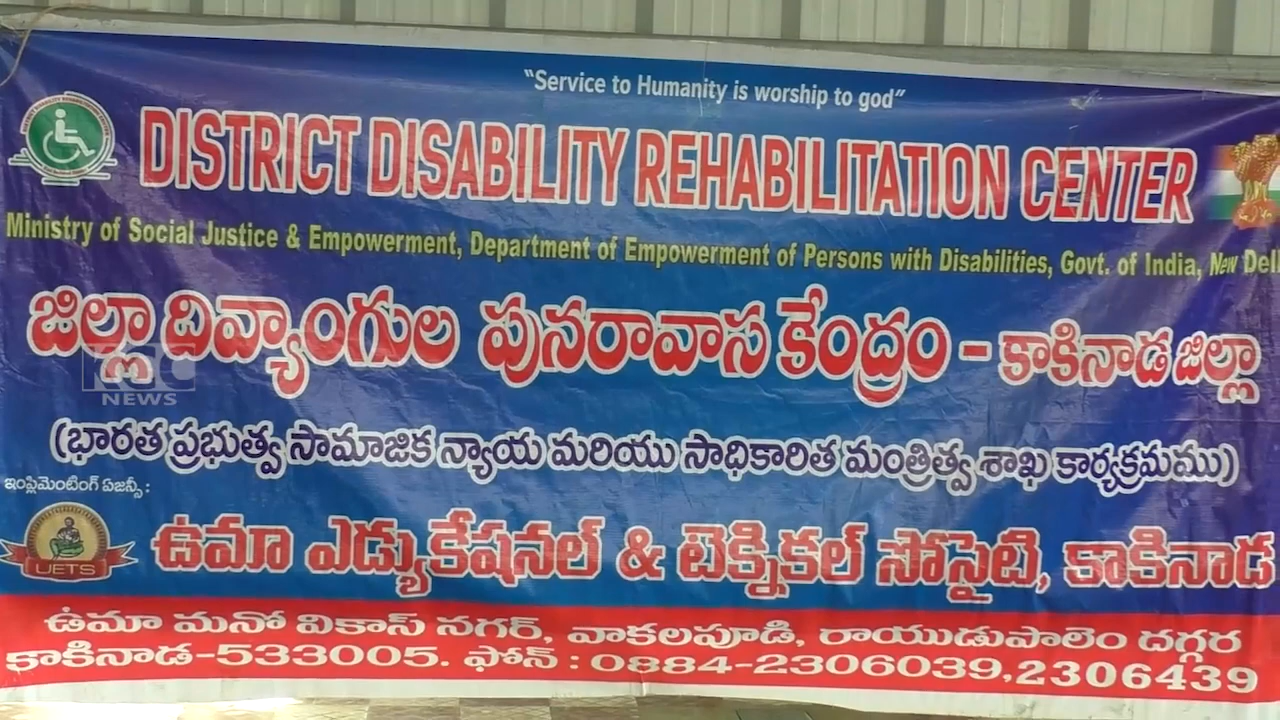 “Service to Humanity is worship to god”
DISTRICT DISABILITY REHABILITATION CENTER
Ministry of Social Justice & Empowerment, Department of Empowerment of Persons with Disabilities, Govt. of India, New Delh
జిల్లా దివ్యాంగుల పునరావాస కేంద్రం - కాకినాడ జిల్లా
NEWS
(భారత ప్రభుత్వ సామాజిక న్యాయ మరియు సాధికారిత మంత్రిత్వ శాఖ కార్యక్రమము)
ఇంప్లిమెంటింగ్ ఏజన్సీ :
UETS
ఉమా ఎడ్యుకేషనల్ & టెక్నికల్ సోసైటి, కాకినాడ
ఉమా మనో వికాస్ నగర్, వాకలపూడి, రాయుడుపాలెం దగ్గర
కాకినాడ-533005. ఫోన్ : 0884-2306039,2306439